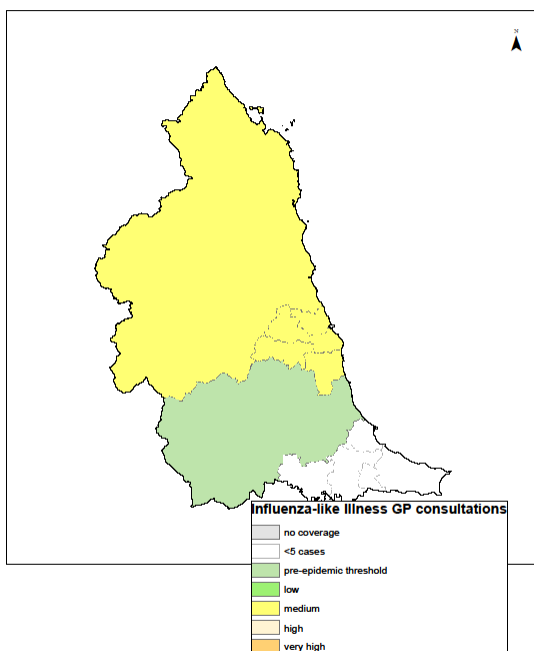 N
Influenza-like Illness GP consultations
no coverage
<5 cases
pre-epidemic threshold
low
medium
high
very high